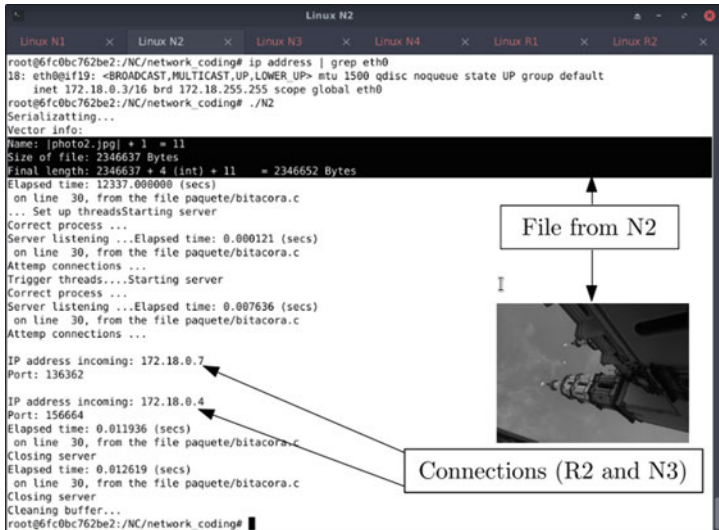 Linux N2
Linux N1 × Linux N2 × Linux N3 × Linux N4 × Linux R1 × Linux R2 ×
root@6fc0bc762be2:/NC/network_coding# ip address | grep eth0
18: eth0@if19: <BROADCAST,MULTICAST,UP,LOWER_UP> mtu 1500 qdisc noqueue state UP group default
inet 172.18.0.3/16 brd 172.18.255.255 scope global eth0
root@6fc0bc762be2:/NC/network_coding# ./N2
Serializatting...
Vector info:
Name: |photo2.jpg| + 1 = 11
Size of file: 2346637 Bytes
Final length: 2346637 + 4 (int) + 11 = 2346652 Bytes
Elapsed time: 12337.000000 (secs)
on line 30, from the file paquete/bitacora.c
... Set up threadsStarting server
Correct process ...
Server listening ...Elapsed time: 0.000121 (secs)
on line 30, from the file paquete/bitacora.c
Attemp connections ...
Trigger threads....Starting server
Correct process ...
Server listening ...Elapsed time: 0.007636 (secs)
on line 30, from the file paquete/bitacora.c
Attemp connections ...
IP address incoming: 172.18.0.7
Port: 136362
IP address incoming: 172.18.0.4
Port: 156664
Elapsed time: 0.011936 (secs)
on line 30, from the file paquete/bitacora.c
Closing server
Elapsed time: 0.012619 (secs)
on line 30, from the file paquete/bitacora.c
Closing server
Cleaning buffer...
root@6fc0bc762be2:/NC/network_coding#
File from N2
Connections (R2 and N3)